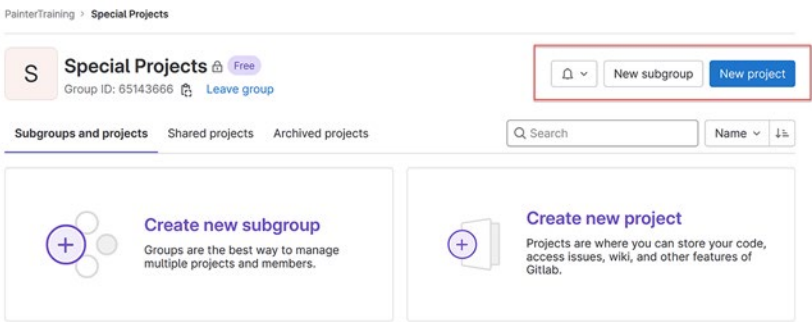 PainterTraining > Special Projects
S
Special Projects Free
Group ID: 65143666 Leave group
New subgroup New project
Subgroups and projects Shared projects Archived projects
Search
Name
Create new subgroup
Groups are the best way to manage
multiple projects and members.
Create new project
Projects are where you can store your code,
access issues, wiki, and other features of
Gitlab.